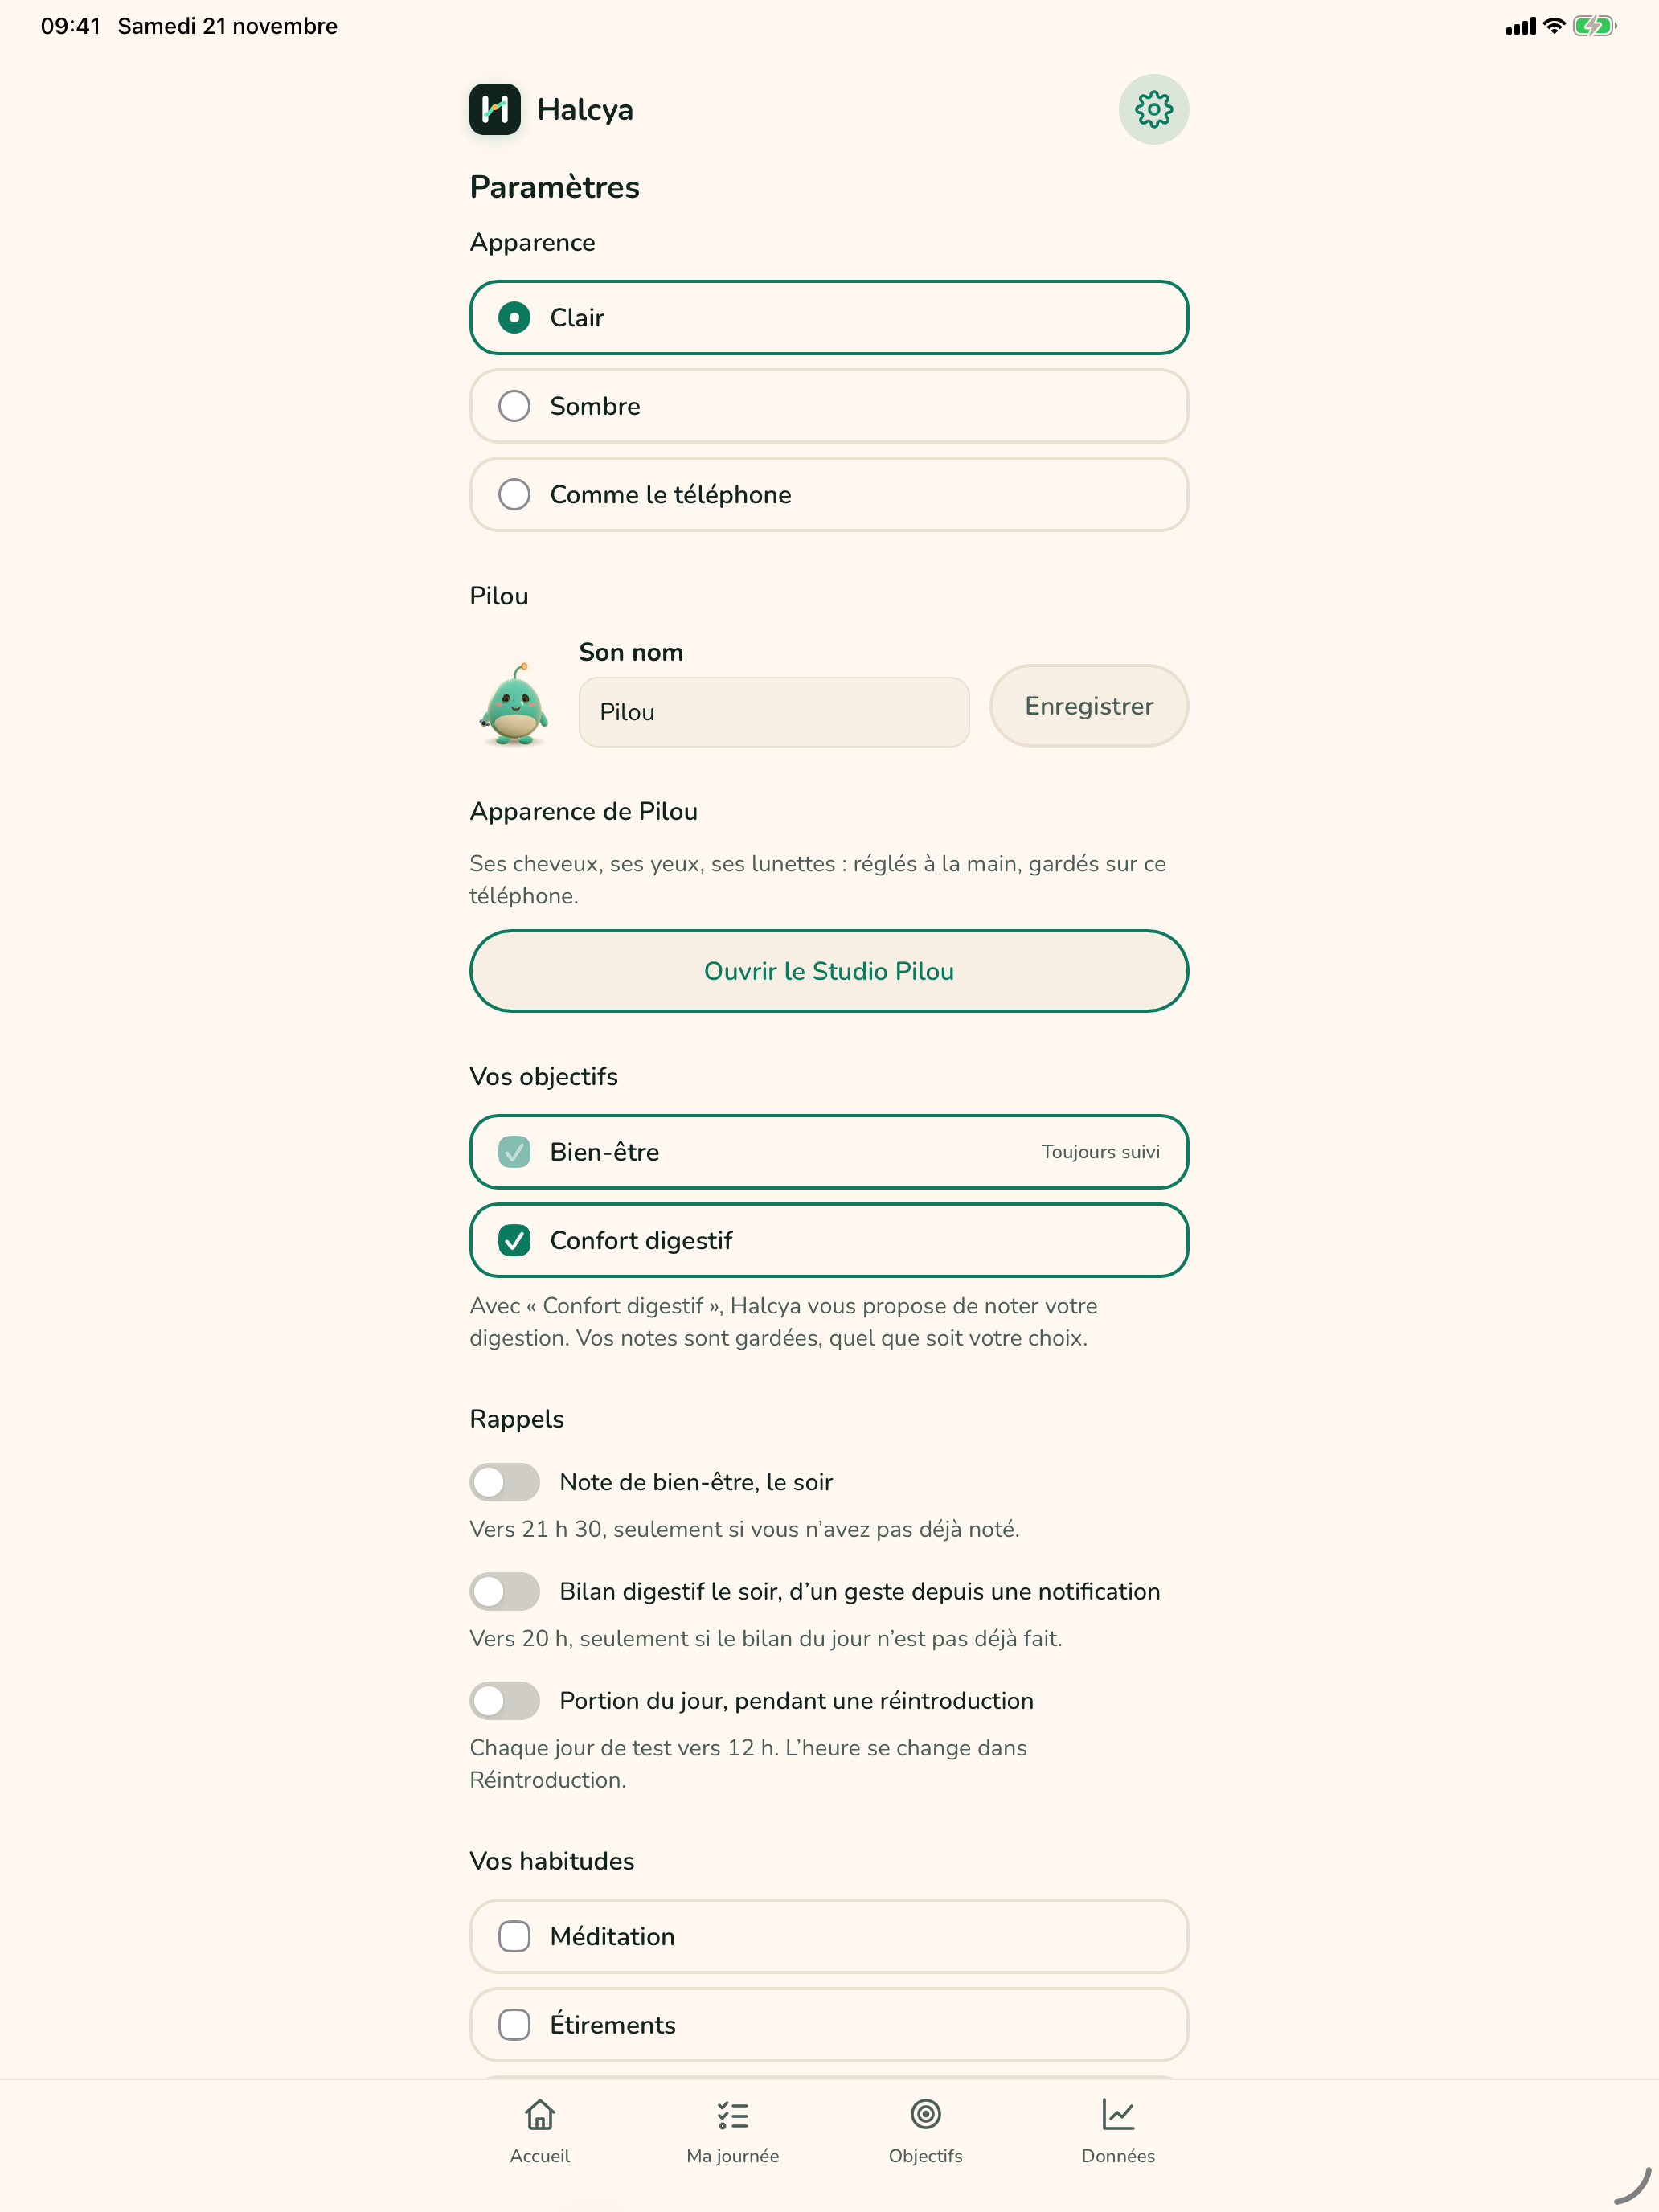 09:41 Samedi 21 novembre
Halcya
Paramètres
Apparence
Clair
Sombre
Comme le téléphone
Pilou
Son nom
Pilou
Enregistrer
Apparence de Pilou
Ses cheveux, ses yeux, ses lunettes : réglés à la main, gardés sur ce
téléphone.
Ouvrir le Studio Pilou
Vos objectifs
Bien-être
Toujours suivi
Confort digestif
Avec « Confort digestif », Halcya vous propose de noter votre
digestion. Vos notes sont gardées, quel que soit votre choix.
Rappels
Note de bien-être, le soir
Vers 21 h 30, seulement si vous n’avez pas déjà noté.
Bilan digestif le soir, d’un geste depuis une notification
Vers 20 h, seulement si le bilan du jour n’est pas déjà fait.
Portion du jour, pendant une réintroduction
Chaque jour de test vers 12 h. L’heure se change dans
Réintroduction.
Vos habitudes
Méditation
Étirements
Accueil
Ma journée
Objectifs
Données